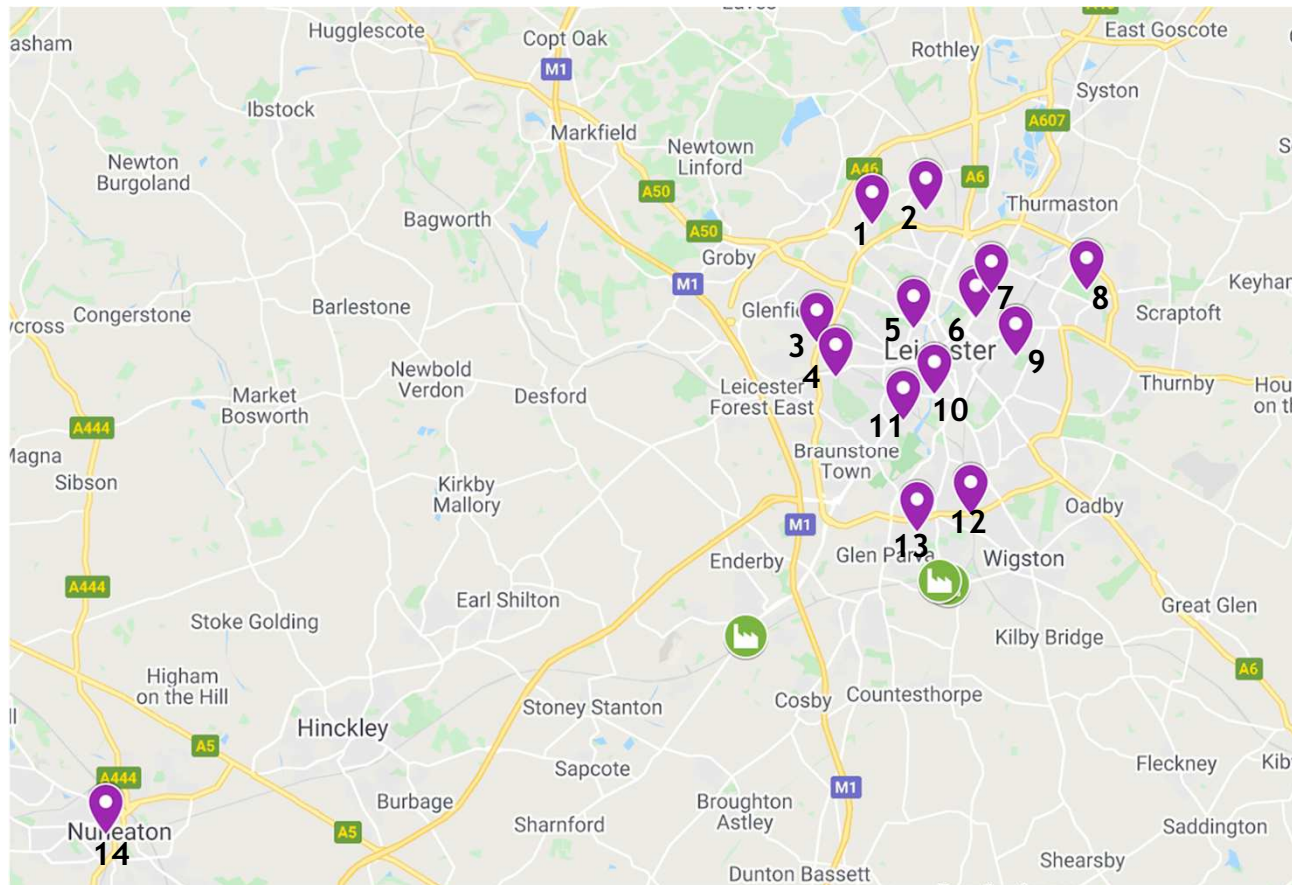 asham
Hugglescote
Copt Oak
Rothley
East Goscote
M1
Ibstock
Syston
Markfield
A607
Newtown
Linford
Newton
Burgoland
A46
A6
A50
Bagworth
1
2
Thurmaston
A50
Groby
M1
Keyham
Barlestone
Congerstone
Glenfield
7
8
Scraptoft
3
5
6
Leicester
9
4
Newbold
Verdon
Desford
Leicester
Forest East
Thurnby
Market
Bosworth
10
11
A444
Magna
Sibson
Braunstone
Town
Kirkby
Mallory
12
Oadby
M1
13
Enderby
Glen Parva
Wigston
A444
Earl Shilton
Great Glen
Stoke Golding
Kilby Bridge
Higham
on the Hill
A6
Cosby
Countesthorpe
Stoney Stanton
Hinckley
A5
Fleckney
Sapcote
A444
M1
Burbage
Broughton
Astley
Nuneaton
A5
Sharnford
Saddington
14
Shearsby
Dunton Bassett